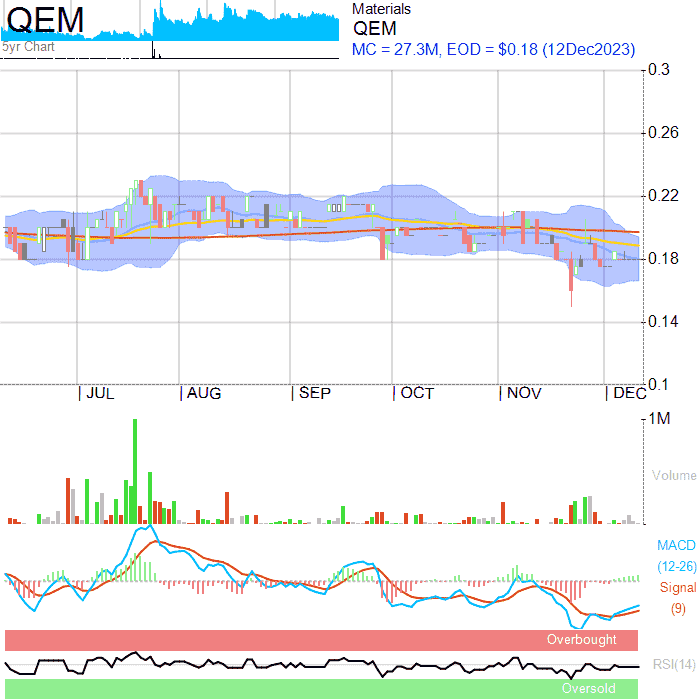 QEM
5yr Chart
Materials
QEM
MC = 27.3M, EOD = $0.18 (12Dec2023)
0.3
0.26
0.22
0.18
0.14
0.1
JUL AUG SEP OCT NOV DEC
1M
Volume
MACD
(12-26)
Signal
(9)
Overbought
RSI(14)
Oversold